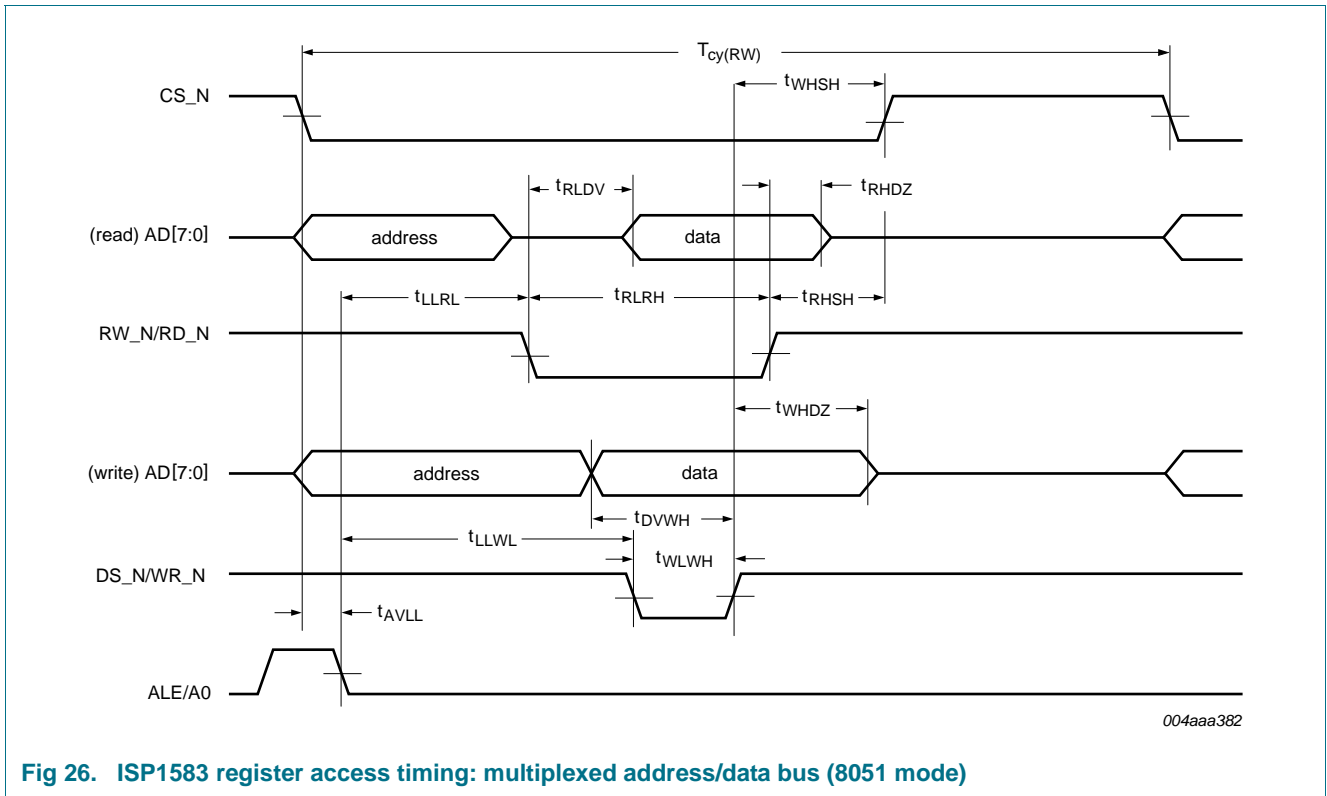 Tcy(RW)
tWHSH
CS_N
tRLDV
tRHDZ
(read) AD[7:0]
address
data
tLLRL
tRLRH
tRHSH
RW_N/RD_N
tWHDZ
(write) AD[7:0]
address
data
tDVWH
tLLWL
tWLWH
DS_N/WR_N
tAVLL
ALE/A0
004aaa382
Fig 26. ISP1583 register access timing: multiplexed address/data bus (8051 mode)